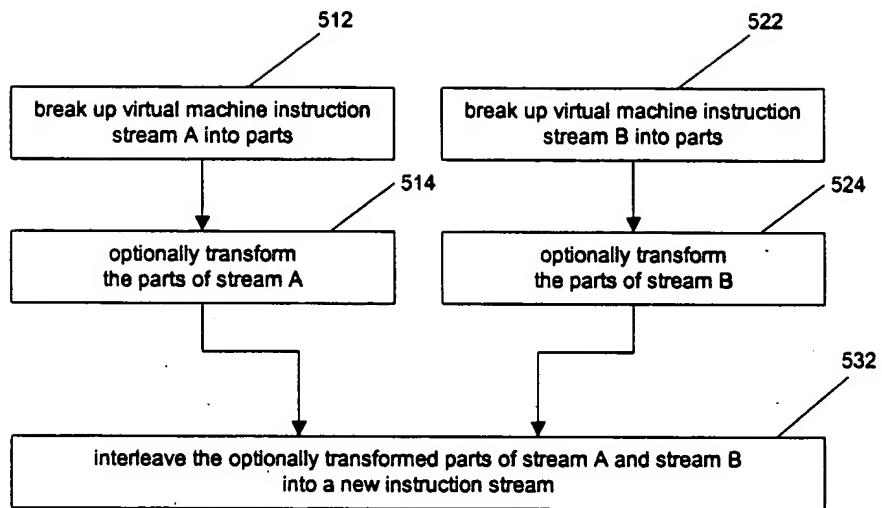 512
522
break up virtual machine instruction
stream A into parts
break up virtual machine instruction
stream B into parts
514
524
optionally transform
the parts of stream A
optionally transform
the parts of stream B
532
interleave the optionally transformed parts of stream A and stream B
into a new instruction stream